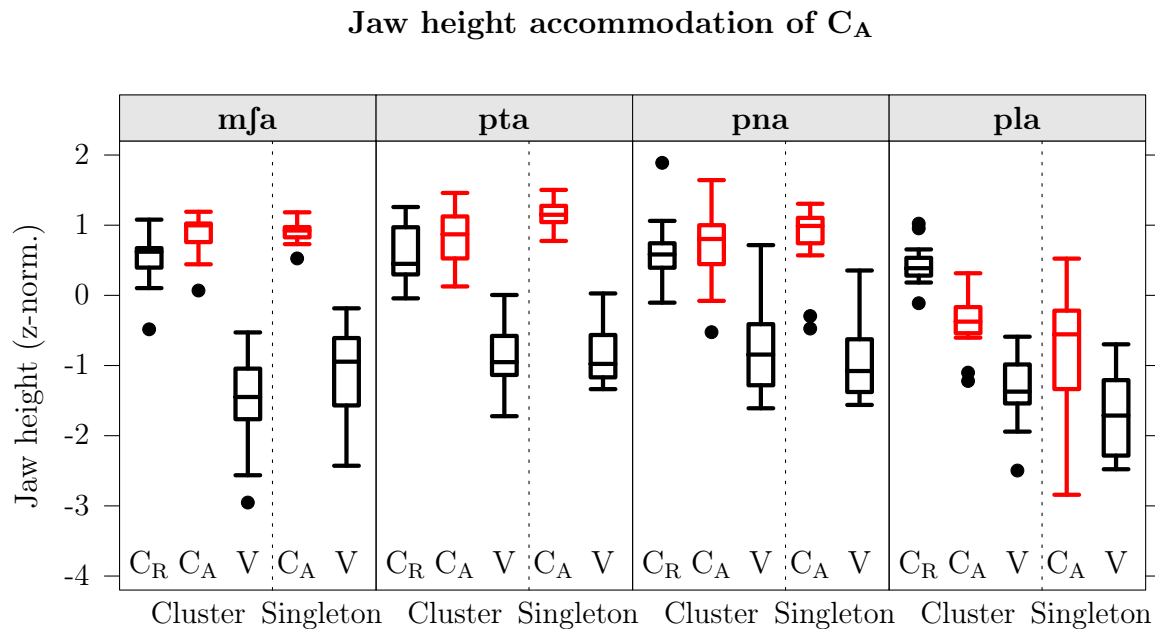 Jaw height accommodation of C_A
mʃa pta pna pla
Jaw height (z-norm.)
2
1
0
-1
-2
-3
-4
C_R C_A V C_A V C_R C_A V C_A V C_R C_A V C_A V C_R C_A V C_A V
Cluster Singleton Cluster Singleton Cluster Singleton Cluster Singleton